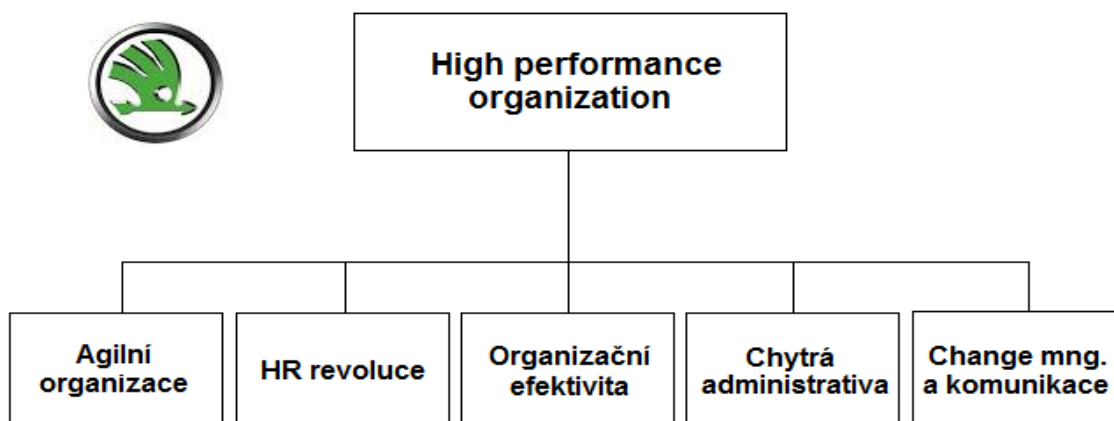 High performance
organization
Agilní
organizace
HR revoluce
Organizační
efektivita
Chytrá
administrativa
Change mng.
a komunikace